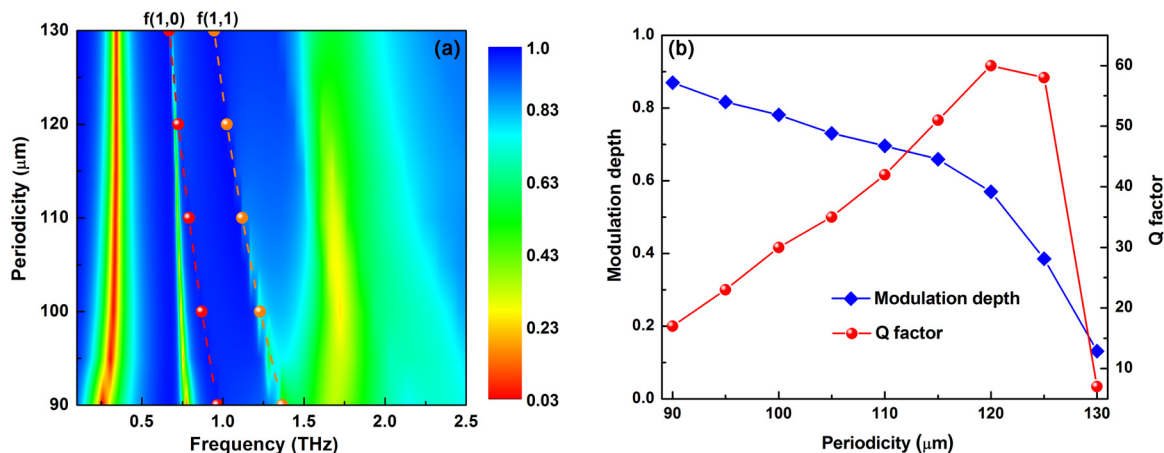 f(1,0) f(1,1)
(a)
130
120
110
100
90
Periodicity (μm)
0.5 1.0 1.5 2.0 2.5
Frequency (THz)
1.0
0.83
0.63
0.43
0.23
0.03
(b)
1.0
0.8
0.6
0.4
0.2
0.0
Modulation depth
Modulation depth
Q factor
90 100 110 120 130
Periodicity (μm)
60
50
40
30
20
10
Q factor